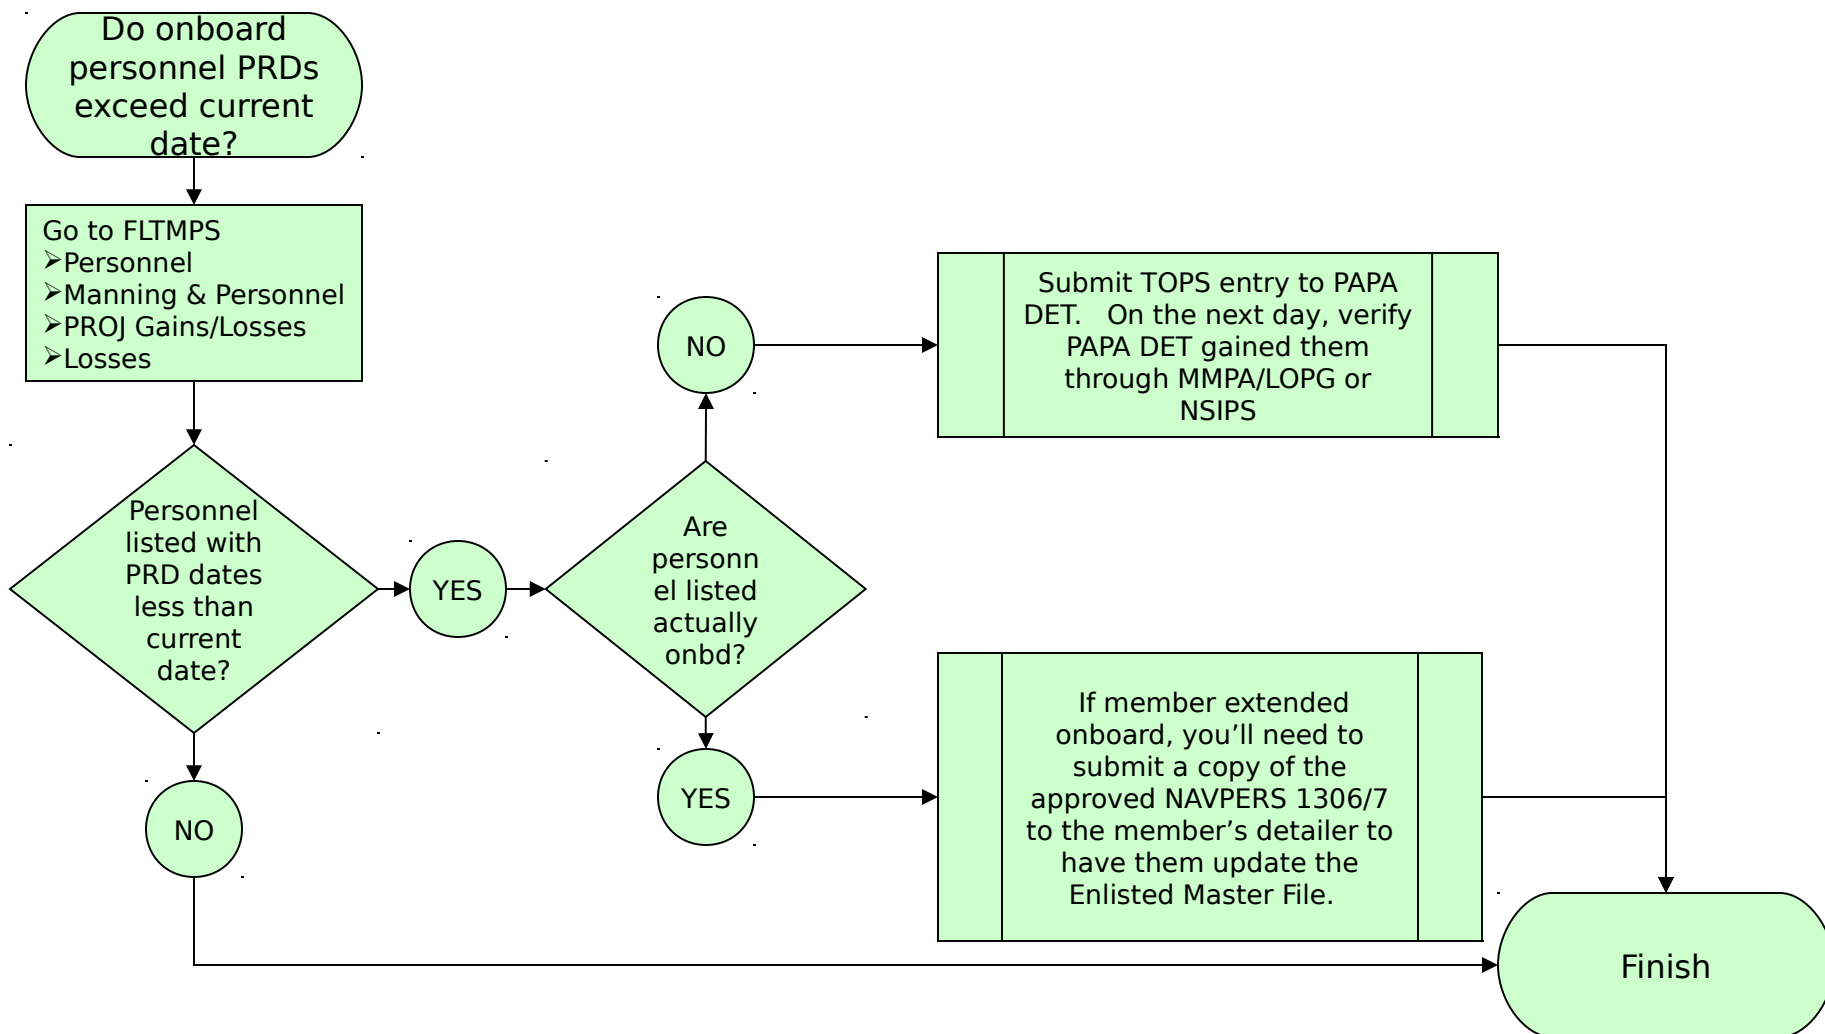 Do onboard
personnel PRDs
exceed current
date?
Go to FLTMPS
➢Personnel
➢Manning & Personnel
➢PROJ Gains/Losses
➢Losses
Personnel
listed with
PRD dates
less than
current
date?
YES
NO
Are
personn
el listed
actually
onbd?
NO
Submit TOPS entry to PAPA
DET.   On the next day, verify
PAPA DET gained them
through MMPA/LOPG or
NSIPS
YES
If member extended
onboard, you’ll need to
submit a copy of the
approved NAVPERS 1306/7
to the member’s detailer to
have them update the
Enlisted Master File.
Finish